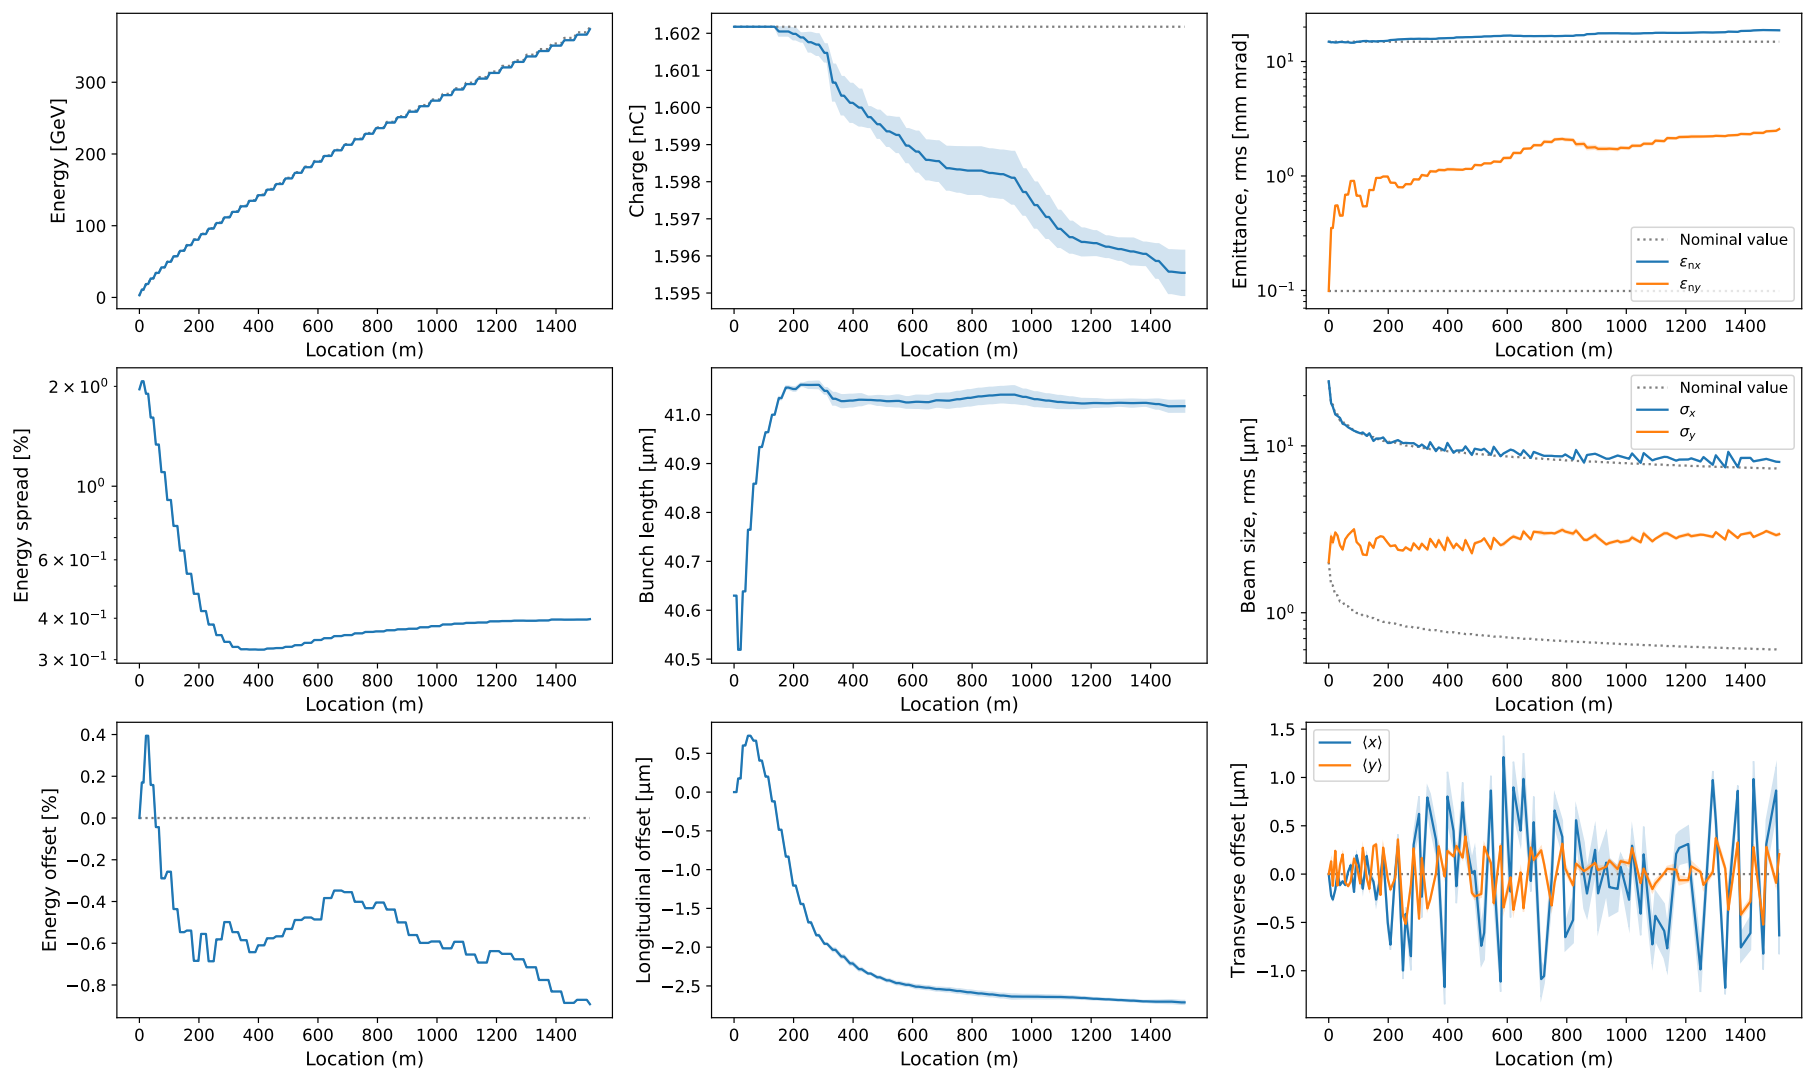 Energy [GeV]
300
200
100
0
0 200 400 600 800 1000 1200 1400
Location (m)
Charge [nC]
1.602
1.601
1.600
1.599
1.598
1.597
1.596
1.595
0 200 400 600 800 1000 1200 1400
Location (m)
Emittance, rms [mm mrad]
10¹
10⁰
10⁻¹
Nominal value
εnx
εny
0 200 400 600 800 1000 1200 1400
Location (m)
Energy spread [%]
2 × 10⁰
10⁰
6 × 10⁻¹
4 × 10⁻¹
3 × 10⁻¹
0 200 400 600 800 1000 1200 1400
Location (m)
Bunch length [μm]
41.0
40.9
40.8
40.7
40.6
40.5
0 200 400 600 800 1000 1200 1400
Location (m)
Beam size, rms [μm]
10¹
10⁰
Nominal value
σx
σy
0 200 400 600 800 1000 1200 1400
Location (m)
Energy offset [%]
0.4
0.2
0.0
−0.2
−0.4
−0.6
−0.8
0 200 400 600 800 1000 1200 1400
Location (m)
Longitudinal offset [μm]
0.5
0.0
−0.5
−1.0
−1.5
−2.0
−2.5
0 200 400 600 800 1000 1200 1400
Location (m)
Transverse offset [μm]
1.5
1.0
0.5
0.0
−0.5
−1.0
⟨x⟩
⟨y⟩
0 200 400 600 800 1000 1200 1400
Location (m)